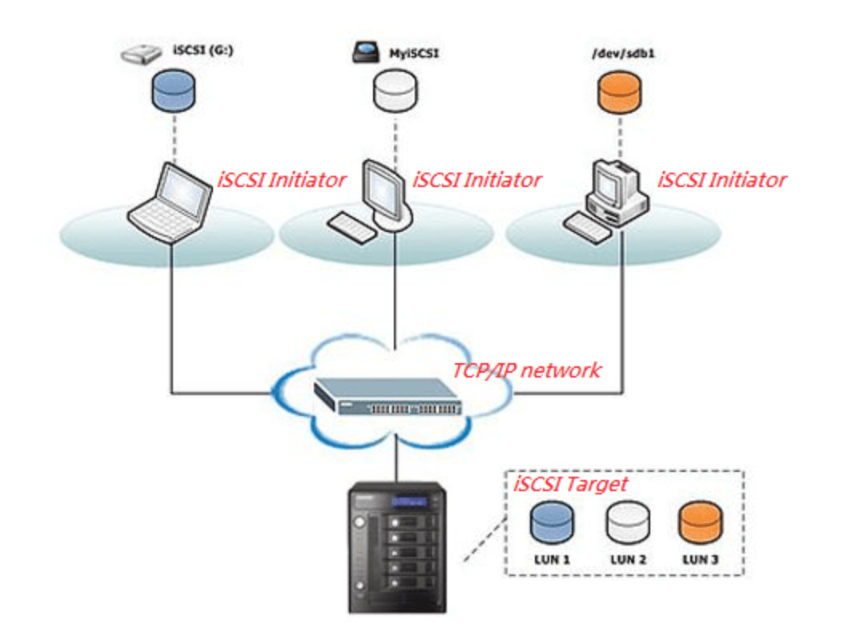 iSCSI (G:)
MyiSCSI
/dev/sdb1
iSCSI Initiator
iSCSI Initiator
iSCSI Initiator
TCP/IP network
iSCSI Target
LUN 1
LUN 2
LUN 3